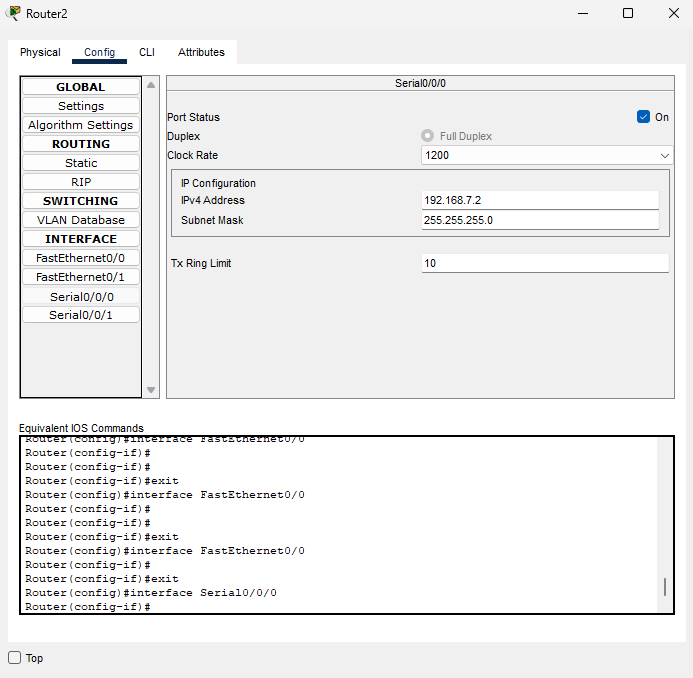 Router2
Physical Config CLI Attributes
GLOBAL
Settings
Algorithm Settings
ROUTING
Static
RIP
SWITCHING
VLAN Database
INTERFACE
FastEthernet0/0
FastEthernet0/1
Serial0/0/0
Serial0/0/1
Serial0/0/0
Port Status On
Duplex Full Duplex
Clock Rate 1200
IP Configuration
IPv4 Address 192.168.7.2
Subnet Mask 255.255.255.0
Tx Ring Limit 10
Equivalent IOS Commands
Router(config)#interface FastEthernet0/0
Router(config-if)#
Router(config-if)#
Router(config-if)#exit
Router(config)#interface FastEthernet0/0
Router(config-if)#
Router(config-if)#
Router(config-if)#exit
Router(config)#interface FastEthernet0/0
Router(config-if)#
Router(config-if)#exit
Router(config)#interface Serial0/0/0
Router(config-if)#
Top